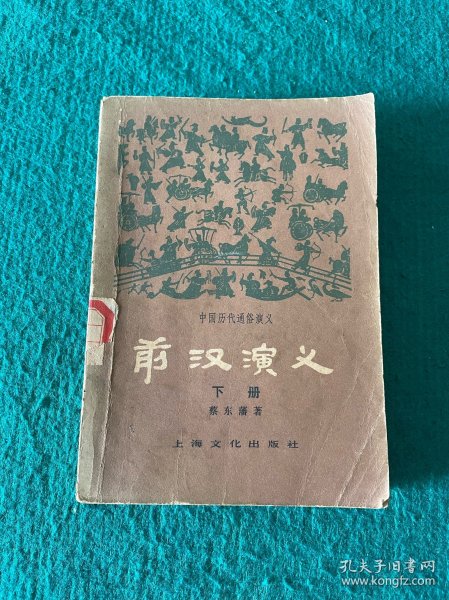 中国历代通俗演义
前汉演义
下册
蔡东藩著
上海文化出版社
孔夫子旧书网
www.kongfz.com